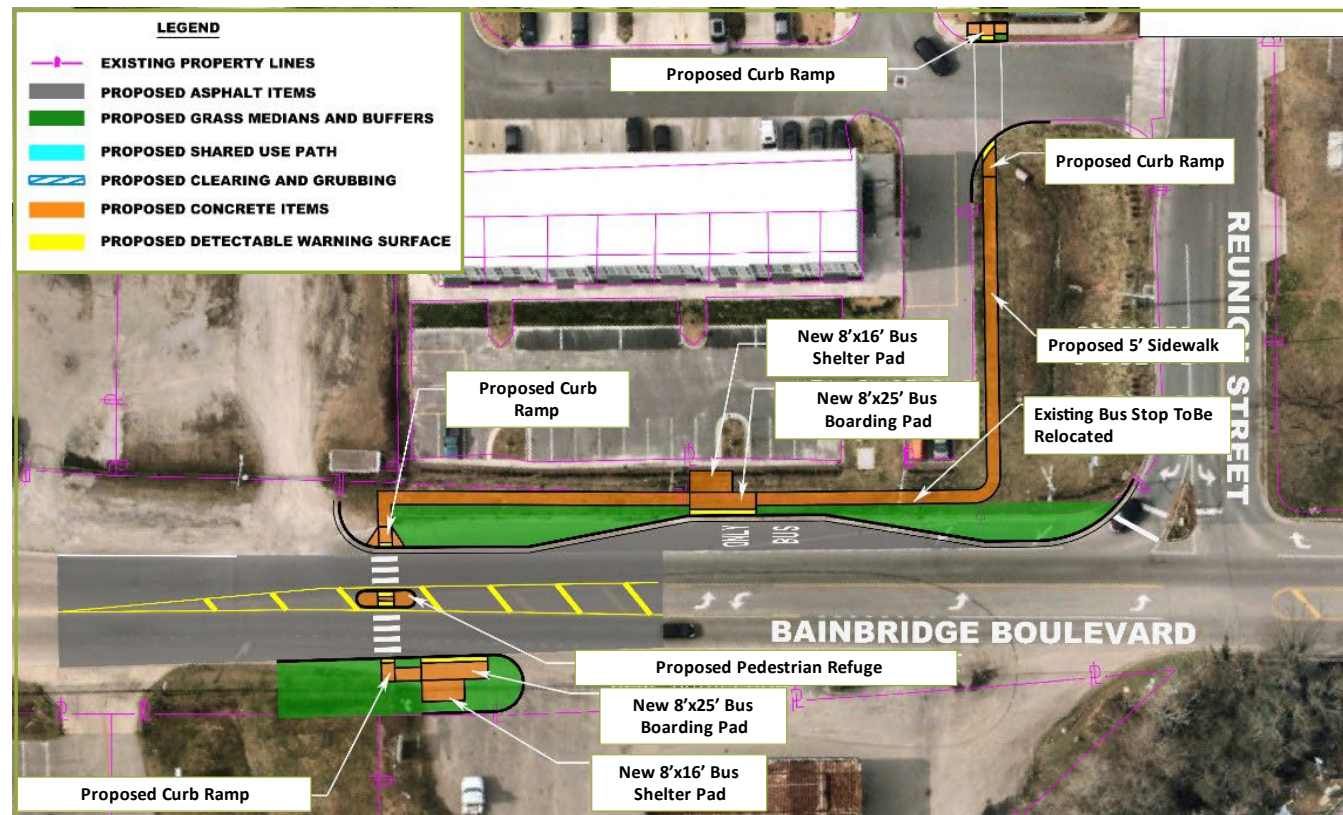 LEGEND
EXISTING PROPERTY LINES
PROPOSED ASPHALT ITEMS
PROPOSED GRASS MEDIANS AND BUFFERS
PROPOSED SHARED USE PATH
PROPOSED CLEARING AND GRUBBING
PROPOSED CONCRETE ITEMS
PROPOSED DETECTABLE WARNING SURFACE
Proposed Curb Ramp
Proposed Curb Ramp
REUNION STREET
Proposed 5' Sidewalk
New 8'x16' Bus
Shelter Pad
Proposed Curb
Ramp
New 8'x25' Bus
Boarding Pad
Existing Bus Stop ToBe
Relocated
ONLY
BUS
BAINBRIDGE BOULEVARD
Proposed Pedestrian Refuge
New 8'x25' Bus
Boarding Pad
New 8'x16' Bus
Shelter Pad
Proposed Curb Ramp